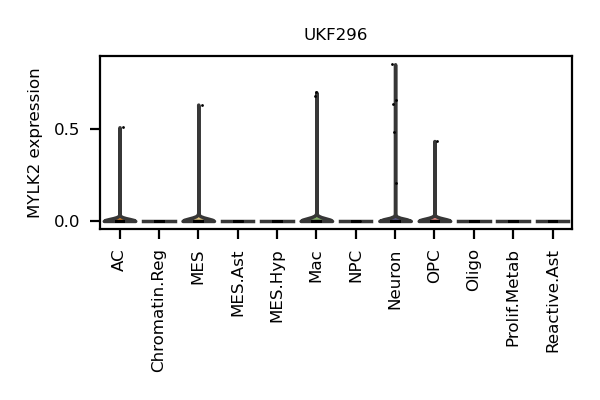 UKF296
MYLK2 expression
0.5
0.0
AC
Chromatin.Reg
MES
MES.Ast
MES.Hyp
Mac
NPC
Neuron
OPC
Oligo
Prolif.Metab
Reactive.Ast